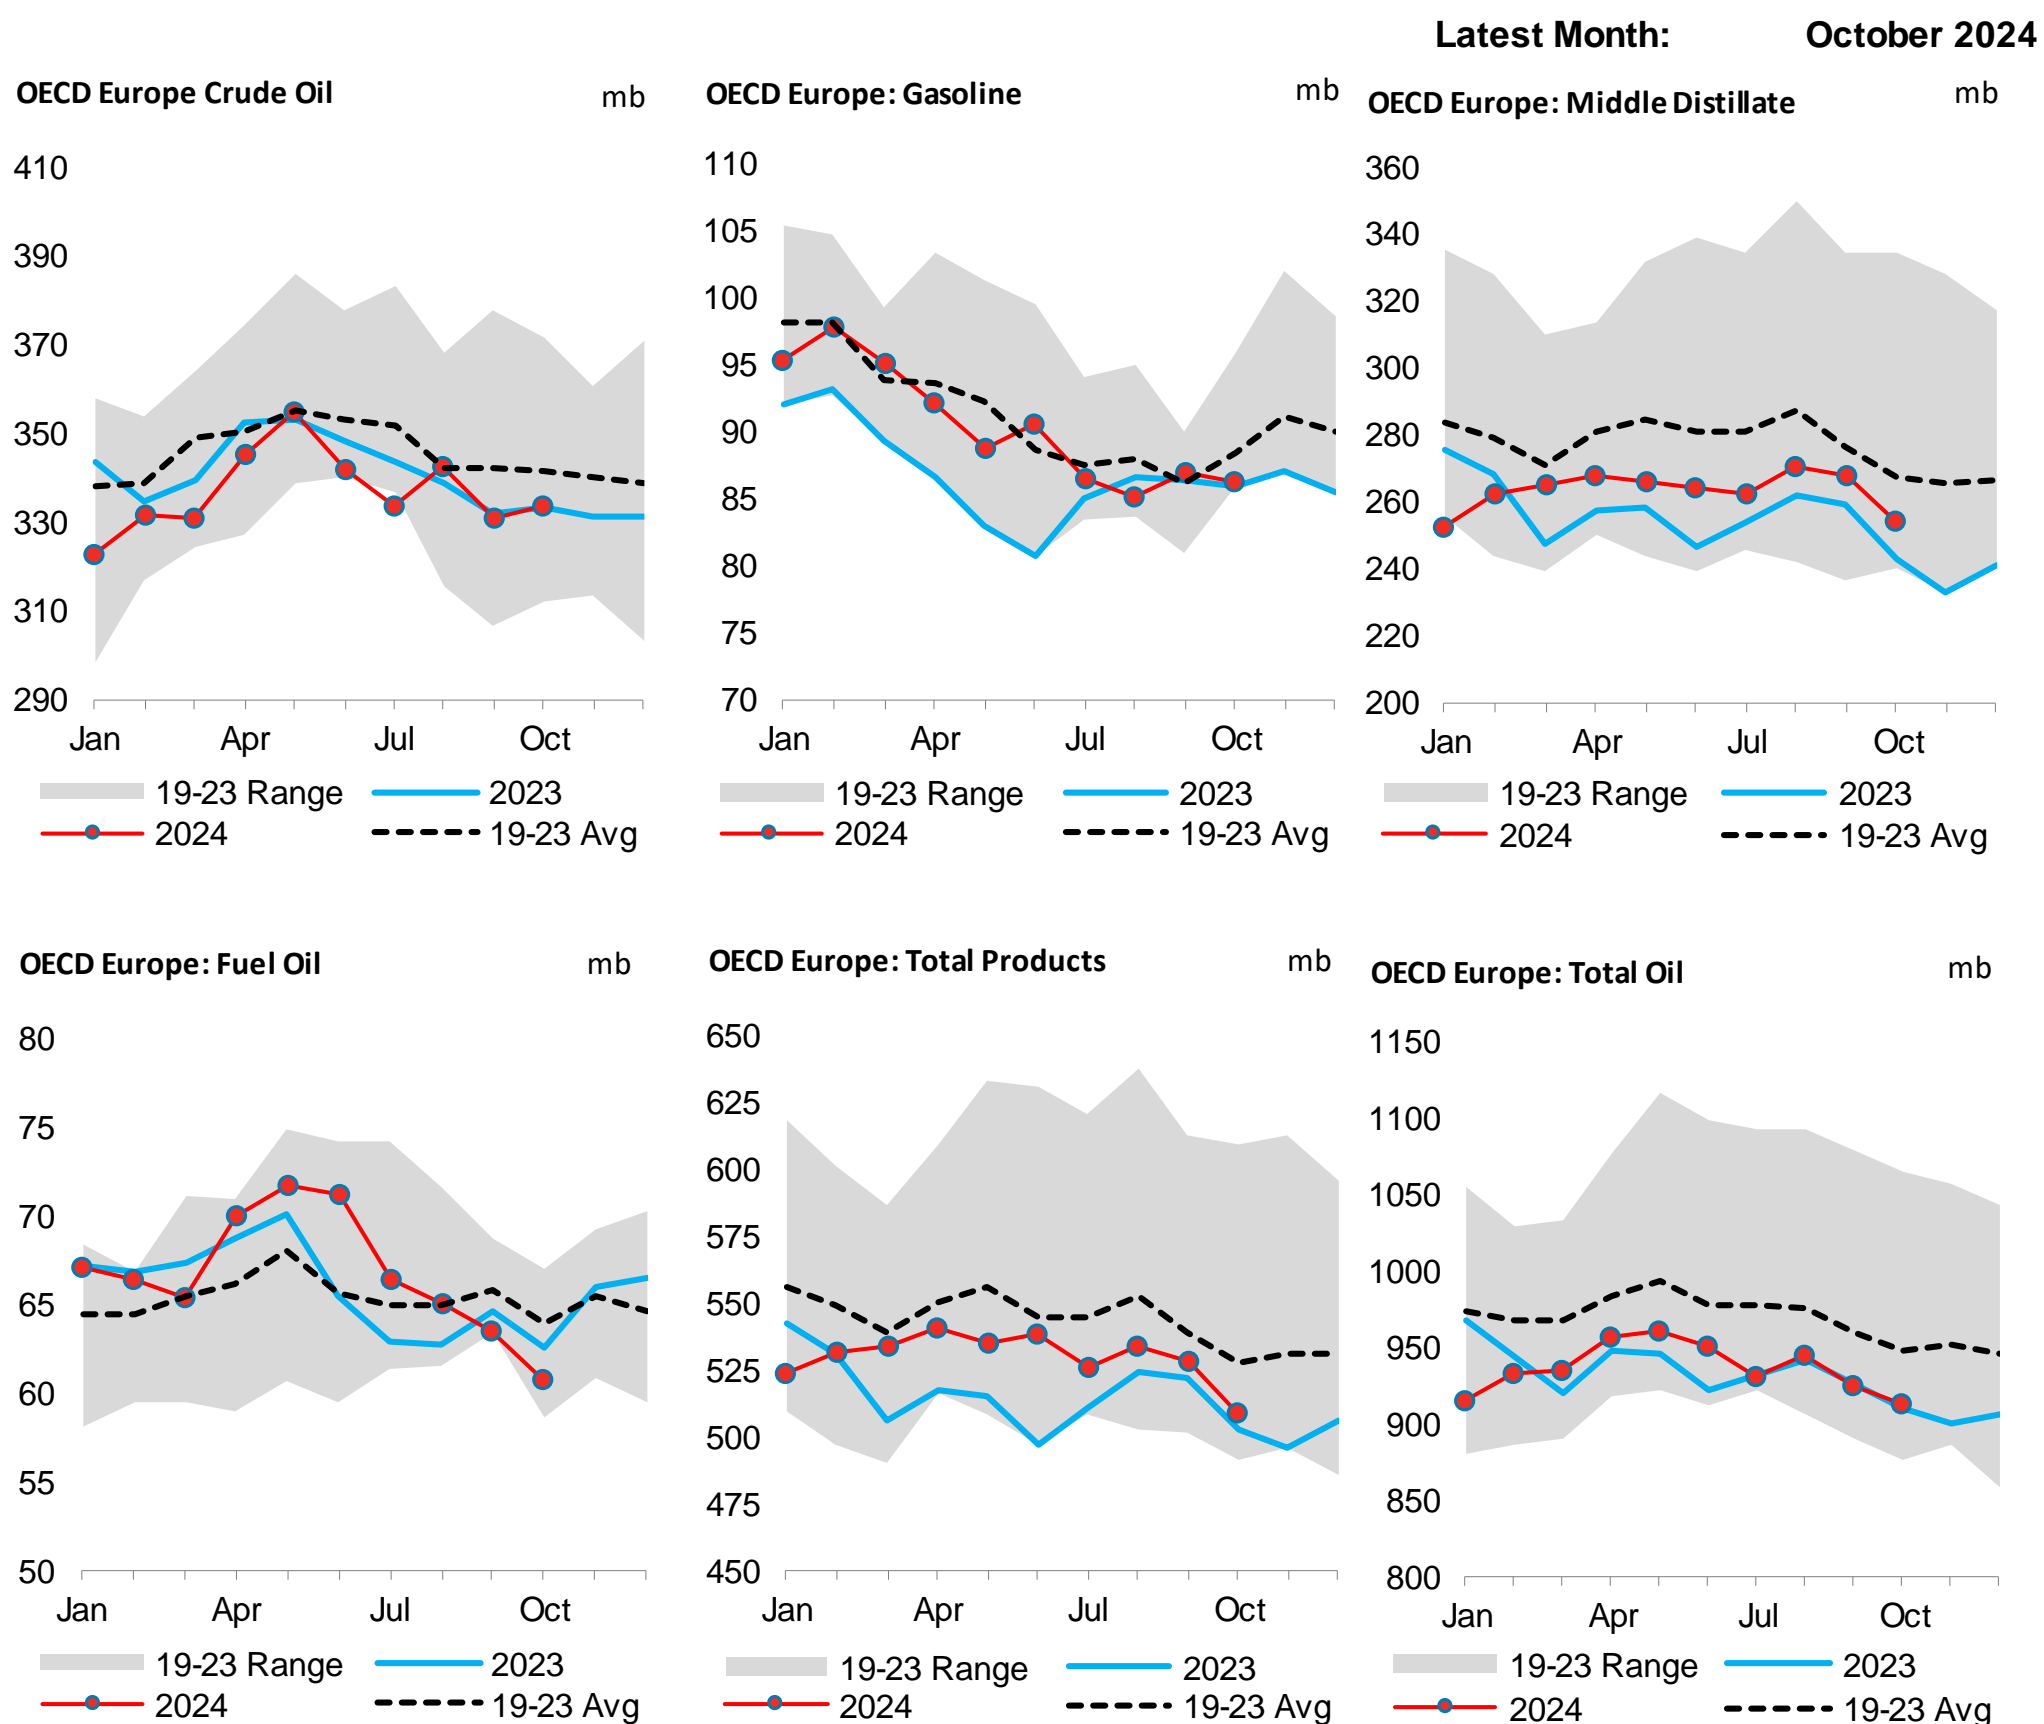 Latest Month: October 2024
OECD Europe Crude Oil mb
410
390
370
350
330
310
290
Jan Apr Jul Oct
19-23 Range 2023
2024 19-23 Avg
OECD Europe: Gasoline mb
110
105
100
95
90
85
80
75
70
Jan Apr Jul Oct
19-23 Range 2023
2024 19-23 Avg
OECD Europe: Middle Distillate mb
360
340
320
300
280
260
240
220
200
Jan Apr Jul Oct
19-23 Range 2023
2024 19-23 Avg
OECD Europe: Fuel Oil mb
80
75
70
65
60
55
50
Jan Apr Jul Oct
19-23 Range 2023
2024 19-23 Avg
OECD Europe: Total Products mb
650
625
600
575
550
525
500
475
450
Jan Apr Jul Oct
19-23 Range 2023
2024 19-23 Avg
OECD Europe: Total Oil mb
1150
1100
1050
1000
950
900
850
800
Jan Apr Jul Oct
19-23 Range 2023
2024 19-23 Avg